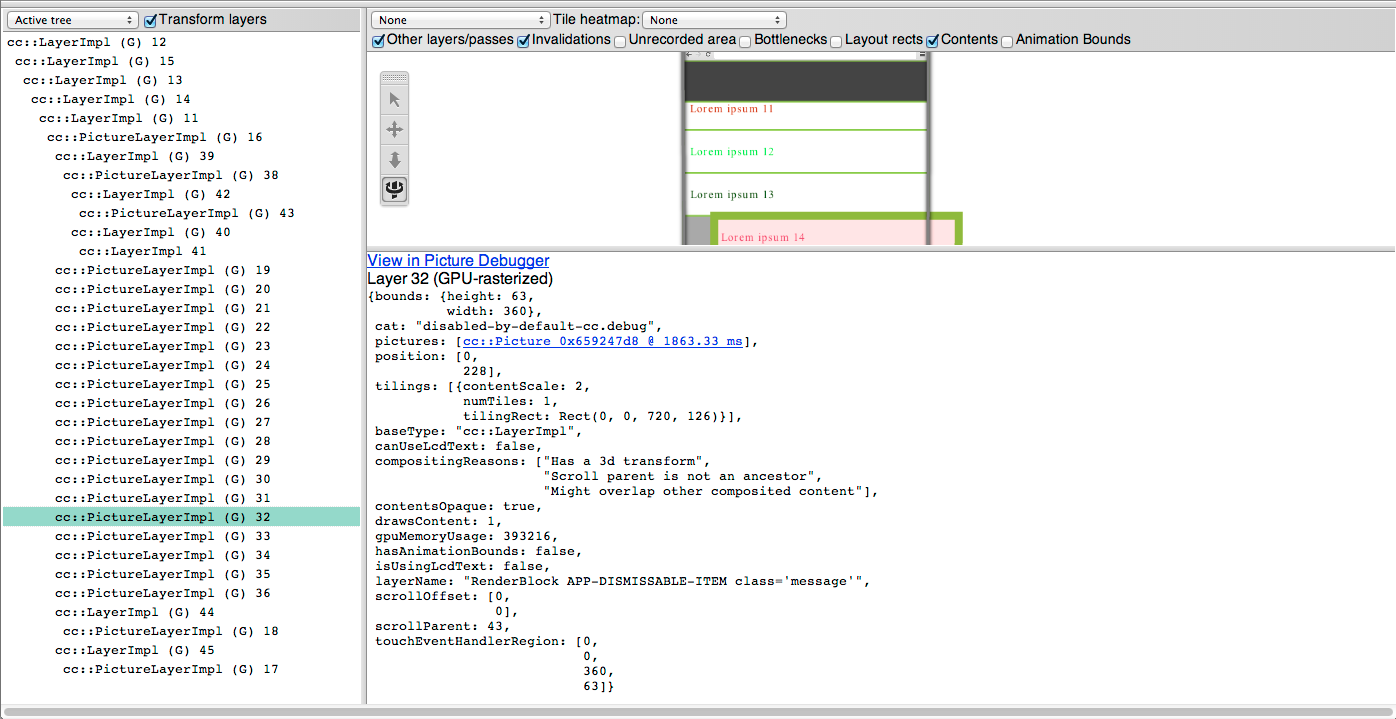 Active tree Transform layers
cc::LayerImpl (G) 12
cc::LayerImpl (G) 15
cc::LayerImpl (G) 13
cc::LayerImpl (G) 14
cc::LayerImpl (G) 11
cc::PictureLayerImpl (G) 16
cc::LayerImpl (G) 39
cc::PictureLayerImpl (G) 38
cc::LayerImpl (G) 42
cc::PictureLayerImpl (G) 43
cc::LayerImpl (G) 40
cc::LayerImpl 41
cc::PictureLayerImpl (G) 19
cc::PictureLayerImpl (G) 20
cc::PictureLayerImpl (G) 21
cc::PictureLayerImpl (G) 22
cc::PictureLayerImpl (G) 23
cc::PictureLayerImpl (G) 24
cc::PictureLayerImpl (G) 25
cc::PictureLayerImpl (G) 26
cc::PictureLayerImpl (G) 27
cc::PictureLayerImpl (G) 28
cc::PictureLayerImpl (G) 29
cc::PictureLayerImpl (G) 30
cc::PictureLayerImpl (G) 31
cc::PictureLayerImpl (G) 32
cc::PictureLayerImpl (G) 33
cc::PictureLayerImpl (G) 34
cc::PictureLayerImpl (G) 35
cc::PictureLayerImpl (G) 36
cc::LayerImpl (G) 44
cc::PictureLayerImpl (G) 18
cc::LayerImpl (G) 45
cc::PictureLayerImpl (G) 17
None Tile heatmap: None
Other layers/passes Invalidations Unrecorded area Bottlenecks Layout rects Contents Animation Bounds
Lorem ipsum 11
Lorem ipsum 12
Lorem ipsum 13
Lorem ipsum 14
View in Picture Debugger
Layer 32 (GPU-rasterized)
{bounds: {height: 63,
width: 360},
cat: "disabled-by-default-cc.debug",
pictures: [cc::Picture 0x659247d8 @ 1863.33 ms],
position: [0,
228],
tilings: [{contentScale: 2,
numTiles: 1,
tilingRect: Rect(0, 0, 720, 126)}],
baseType: "cc::LayerImpl",
canUseLcdText: false,
compositingReasons: ["Has a 3d transform",
"Scroll parent is not an ancestor",
"Might overlap other composited content"],
contentsOpaque: true,
drawsContent: 1,
gpuMemoryUsage: 393216,
hasAnimationBounds: false,
isUsingLcdText: false,
layerName: "RenderBlock APP-DISMISSABLE-ITEM class='message'",
scrollOffset: [0,
0],
scrollParent: 43,
touchEventHandlerRegion: [0,
0,
360,
63]}